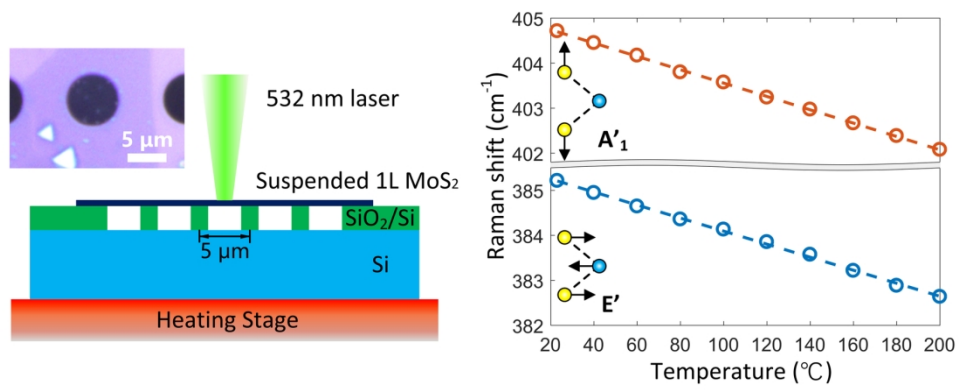 5 μm
532 nm laser
Suspended 1L MoS₂
SiO₂/Si
5 μm
Si
Heating Stage
Raman shift (cm⁻¹)
405
404
403
402
385
384
383
382
A'₁
E'
20 40 60 80 100 120 140 160 180 200
Temperature (℃)